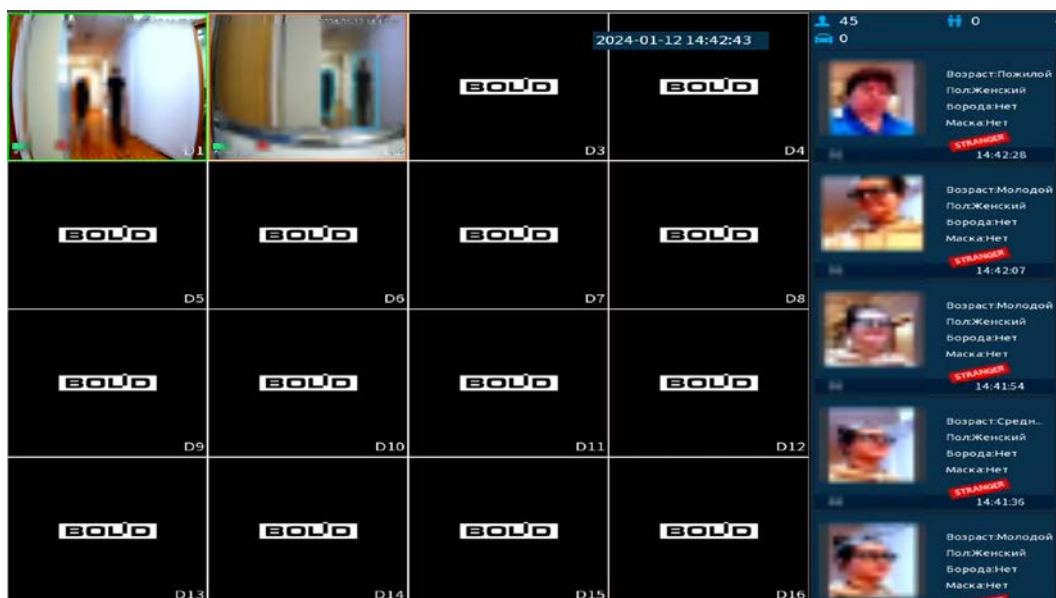 2024-01-12 14:42:43
45
0
0
D1
BOLID
D3
BOLID
D4
BOLID
D5
BOLID
D6
BOLID
D7
BOLID
D8
BOLID
D9
BOLID
D10
BOLID
D11
BOLID
D12
BOLID
D13
BOLID
D14
BOLID
D15
BOLID
D16
Возраст:Пожилой
Пол:Женский
Борода:Нет
Маска:Нет
STRANGER
14:42:28
Возраст:Молодой
Пол:Женский
Борода:Нет
Маска:Нет
STRANGER
14:42:07
Возраст:Молодой
Пол:Женский
Борода:Нет
Маска:Нет
STRANGER
14:41:54
Возраст:Средн...
Пол:Женский
Борода:Нет
Маска:Нет
STRANGER
14:41:36
Возраст:Молодой
Пол:Женский
Борода:Нет
Маска:Нет